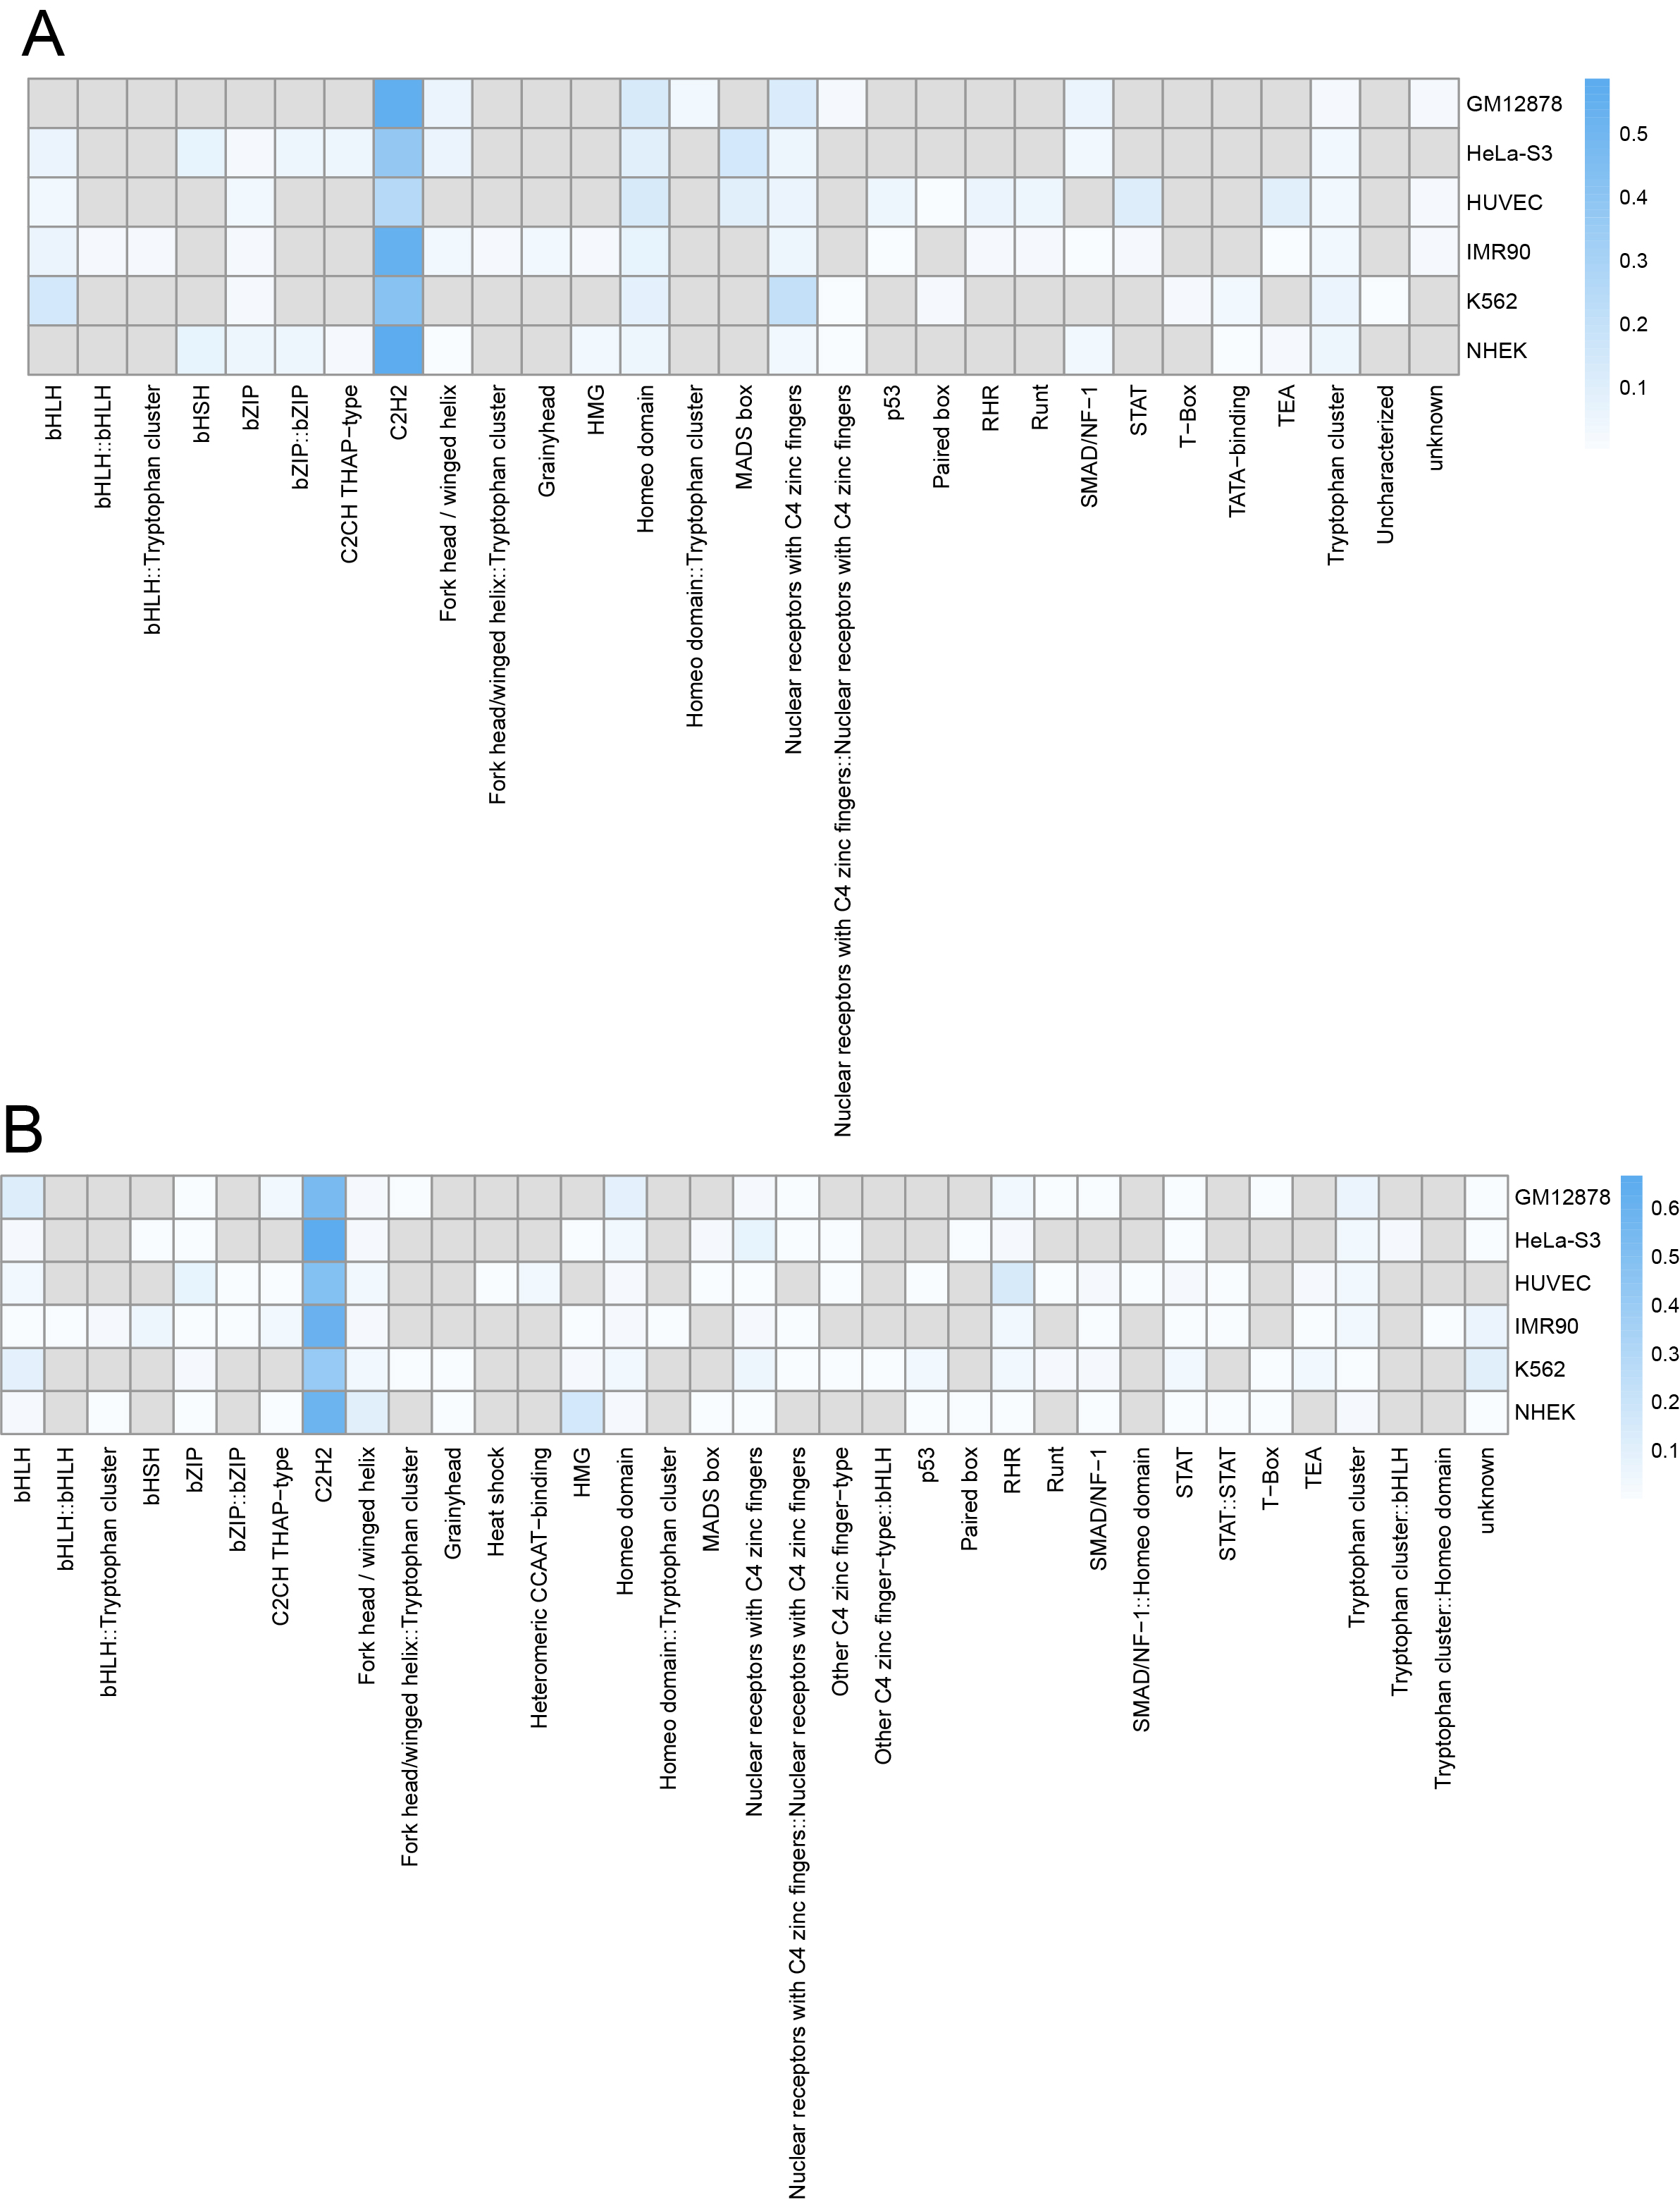 A
GM12878
HeLa-S3
HUVEC
IMR90
K562
NHEK
0.5
0.4
0.3
0.2
0.1
bHLH
bHLH::bHLH
bHLH::Tryptophan cluster
bHSH
bZIP
bZIP::bZIP
C2CH THAP−type
C2H2
Fork head / winged helix
Fork head/winged helix::Tryptophan cluster
Grainyhead
HMG
Homeo domain
Homeo domain::Tryptophan cluster
MADS box
Nuclear receptors with C4 zinc fingers
Nuclear receptors with C4 zinc fingers::Nuclear receptors with C4 zinc fingers
p53
Paired box
RHR
Runt
SMAD/NF−1
STAT
T−Box
TATA−binding
TEA
Tryptophan cluster
Uncharacterized
unknown
B
GM12878
HeLa-S3
HUVEC
IMR90
K562
NHEK
0.6
0.5
0.4
0.3
0.2
0.1
bHLH
bHLH::bHLH
bHLH::Tryptophan cluster
bHSH
bZIP
bZIP::bZIP
C2CH THAP−type
C2H2
Fork head / winged helix
Fork head/winged helix::Tryptophan cluster
Grainyhead
Heat shock
Heteromeric CCAAT−binding
HMG
Homeo domain
Homeo domain::Tryptophan cluster
MADS box
Nuclear receptors with C4 zinc fingers
Nuclear receptors with C4 zinc fingers::Nuclear receptors with C4 zinc fingers
Other C4 zinc finger−type
Other C4 zinc finger−type::bHLH
p53
Paired box
RHR
Runt
SMAD/NF−1
SMAD/NF−1::Homeo domain
STAT
STAT::STAT
T−Box
TEA
Tryptophan cluster
Tryptophan cluster::bHLH
Tryptophan cluster::Homeo domain
unknown